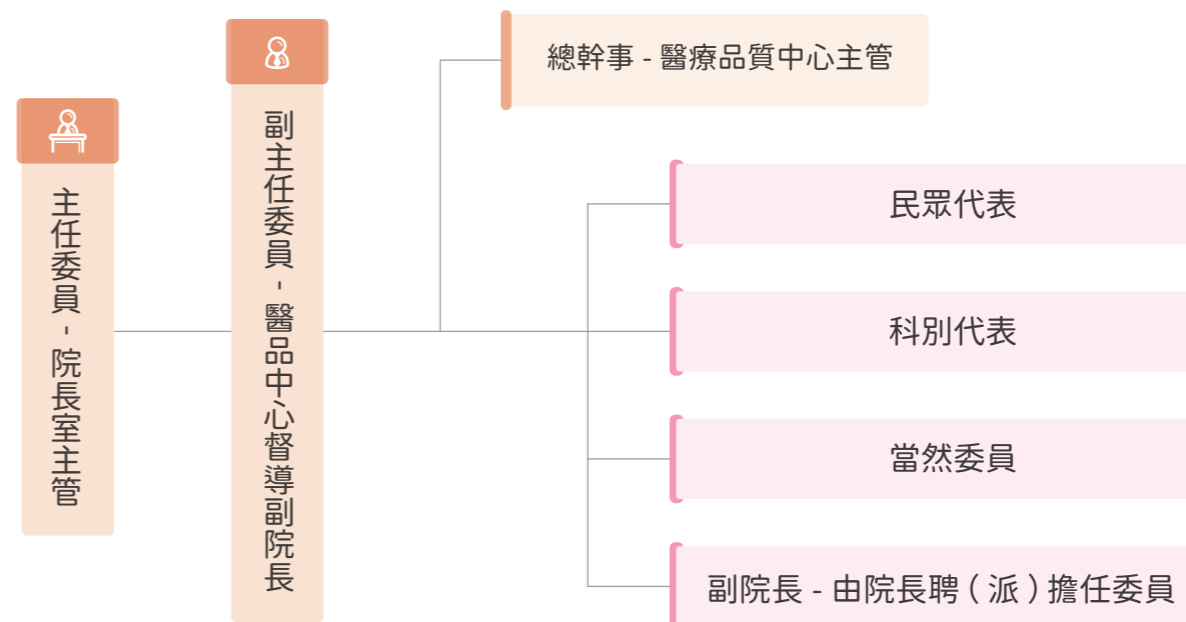 主任委員 - 院長室主管
副主任委員 - 醫品中心督導副院長
總幹事 - 醫療品質中心主管
民眾代表
科別代表
當然委員
副院長 - 由院長聘 ( 派 ) 擔任委員